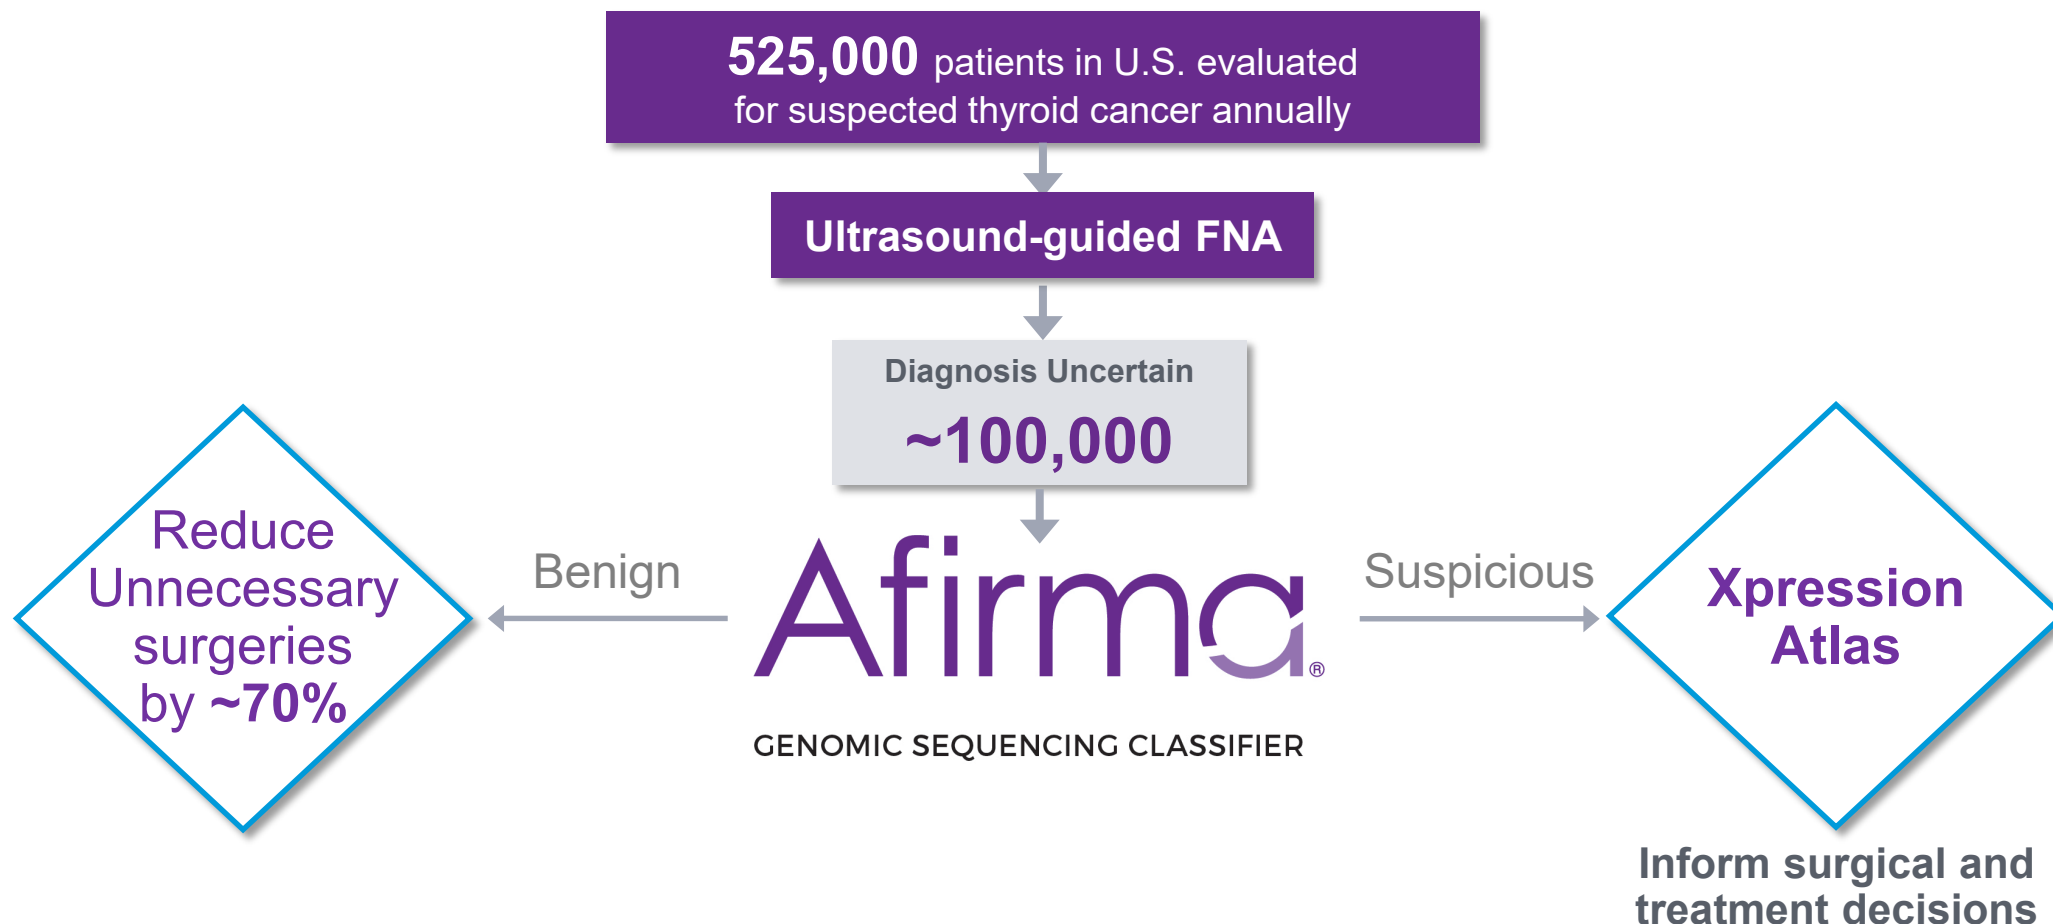 525,000 patients in U.S. evaluated
for suspected thyroid cancer annually
Ultrasound-guided FNA
Diagnosis Uncertain
~100,000
Reduce
Unnecessary
surgeries
by ~70%
Benign
Afirma®
GENOMIC SEQUENCING CLASSIFIER
Suspicious
Xpression
Atlas
Inform surgical and
treatment decisions